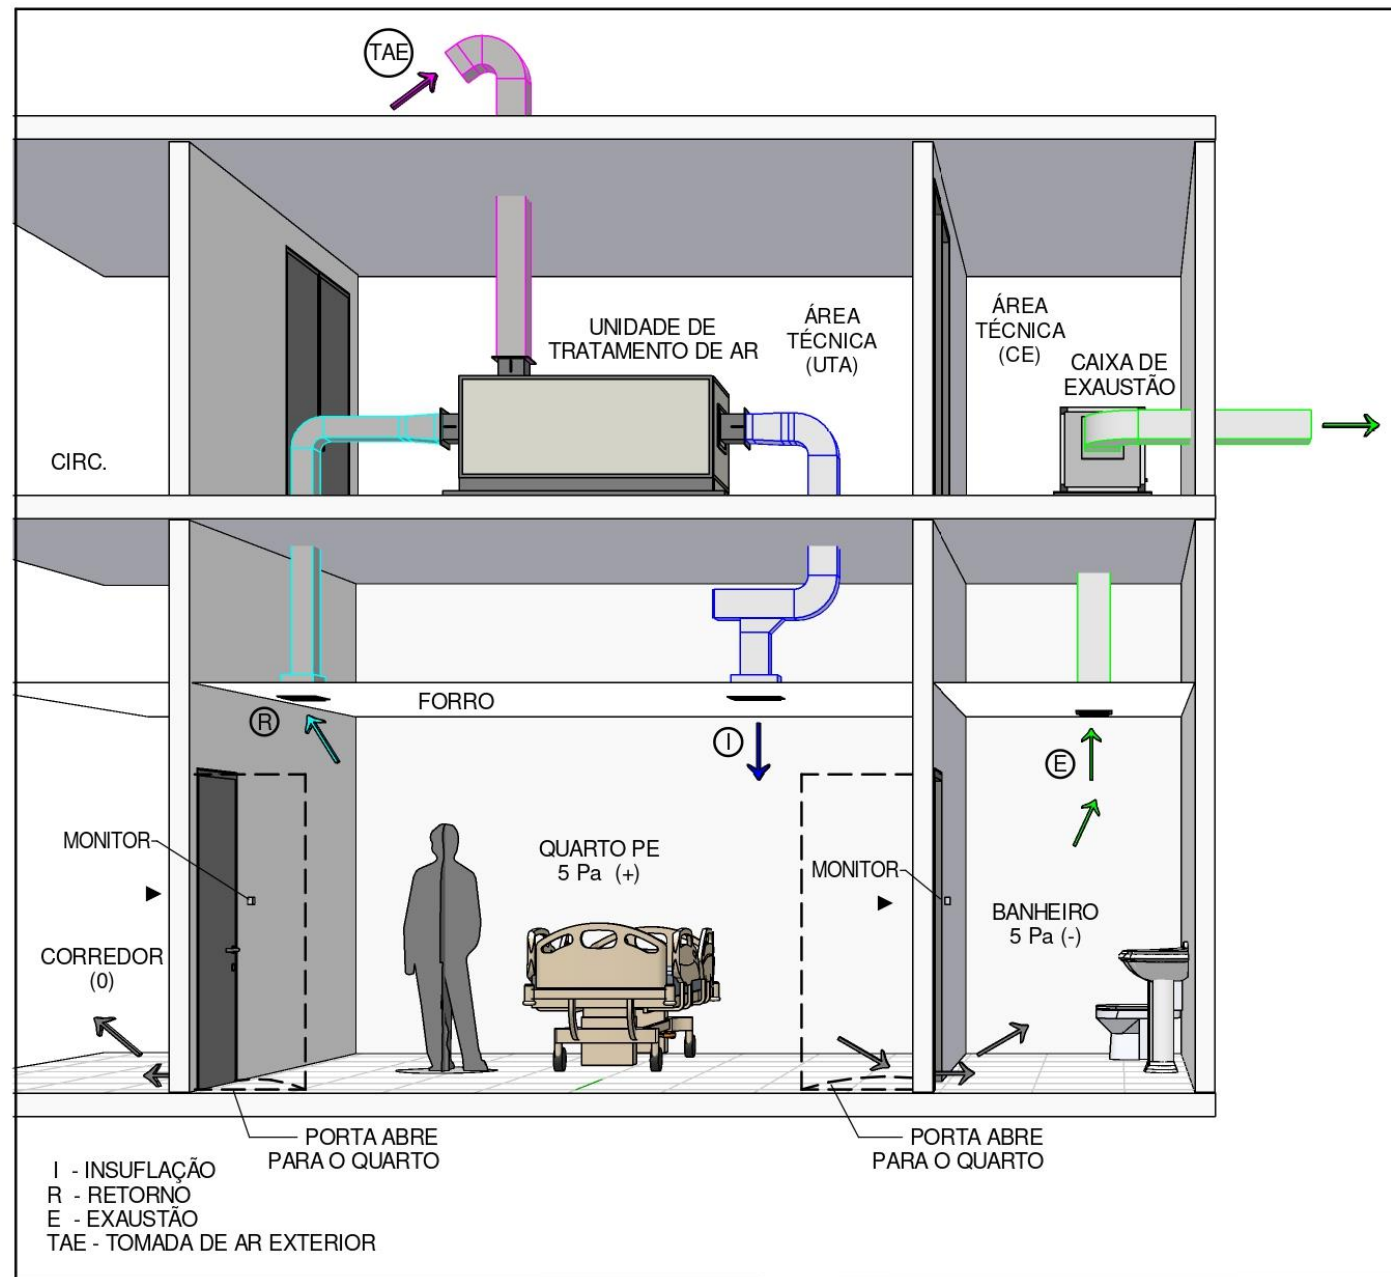 TAE
UNIDADE DE
TRATAMENTO DE AR
ÁREA
TÉCNICA
(UTA)
ÁREA
TÉCNICA
(CE)
CAIXA DE
EXAUSTÃO
CIRC.
FORRO
R
I
E
MONITOR
QUARTO PE
5 Pa (+)
MONITOR
BANHEIRO
5 Pa (-)
CORREDOR
(0)
PORTA ABRE
PARA O QUARTO
PORTA ABRE
PARA O QUARTO
I - INSUFLAÇÃO
R - RETORNO
E - EXAUSTÃO
TAE - TOMADA DE AR EXTERIOR